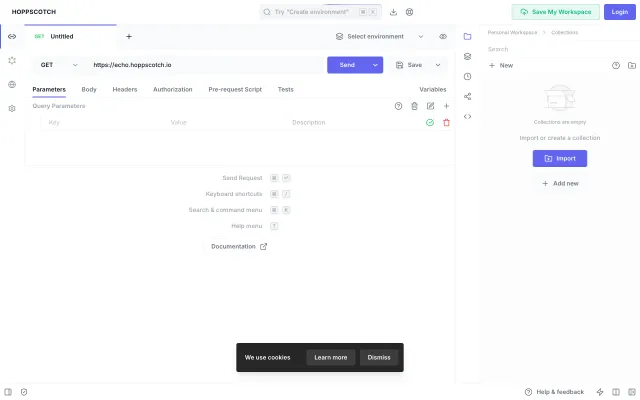 HOPPSCOTCH
Try "Create environment"
⌘ K
Save My Workspace
Login
GET Untitled
Select environment
GET
https://echo.hoppscotch.io
Send
Save
Parameters Body Headers Authorization Pre-request Script Tests Variables
Query Parameters
Key Value Description
Send Request ⌘ ↵
Keyboard shortcuts ⌘ /
Search & command menu ⌘ K
Help menu ?
Documentation
Personal Workspace > Collections
Search
New
Collections are empty
Import or create a collection
Import
Add new
We use cookies
Learn more
Dismiss
Help & feedback